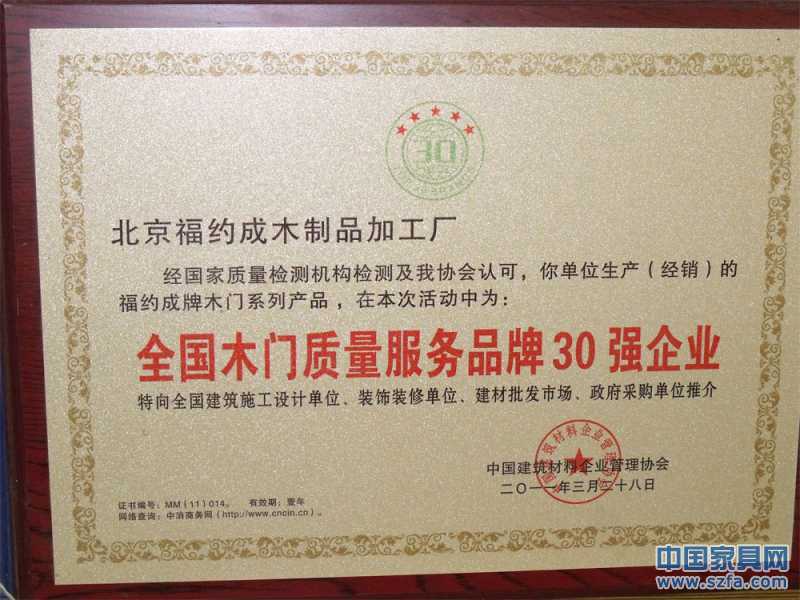 30
北京福约成木制品加工厂
经国家质量检测机构检测及我协会认可，你单位生产（经销）的
福约成牌木门系列产品，在本次活动中为：
全国木门质量服务品牌30强企业
特向全国建筑施工设计单位、装饰装修单位、建材批发市场、政府采购单位推介
中国建筑材料企业管理协会
二〇一一年三月二十八日
证书编号：MM(11)014。 有效期：壹年
网络查询：中消商务网(http://www.cncin.cn)
中国家具网
www.szfa.com